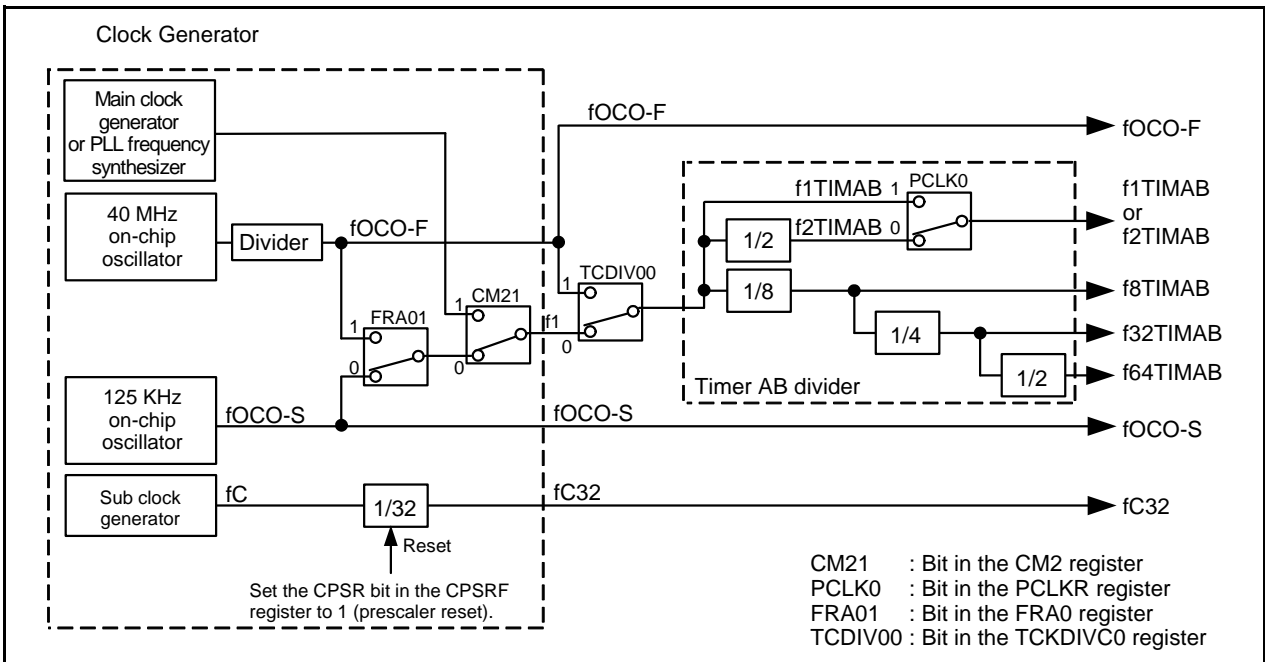 Clock Generator
Main clock
generator
or PLL frequency
synthesizer
40 MHz
on-chip
oscillator
Divider
fOCO-F
fOCO-F
fOCO-F
FRA01
1
0
CM21
1
0
f1
TCDIV00
1
0
f1TIMAB
1
PCLK0
f2TIMAB
0
1/2
f1TIMAB
or
f2TIMAB
1/8
f8TIMAB
1/4
f32TIMAB
1/2
f64TIMAB
Timer AB divider
125 KHz
on-chip
oscillator
fOCO-S
fOCO-S
fOCO-S
Sub clock
generator
fC
1/32
fC32
fC32
Reset
Set the CPSR bit in the CPSRF
register to 1 (prescaler reset).
CM21 : Bit in the CM2 register
PCLK0 : Bit in the PCLKR register
FRA01 : Bit in the FRA0 register
TCDIV00 : Bit in the TCKDIVC0 register